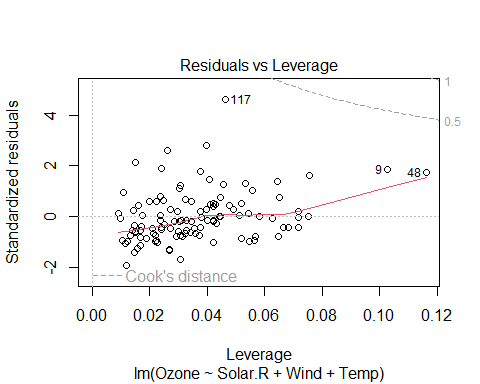 Residuals vs Leverage
Standardized residuals
4
2
0
-2
117
9
48
1
0.5
Cook's distance
0.00 0.02 0.04 0.06 0.08 0.10 0.12
Leverage
lm(Ozone ~ Solar.R + Wind + Temp)